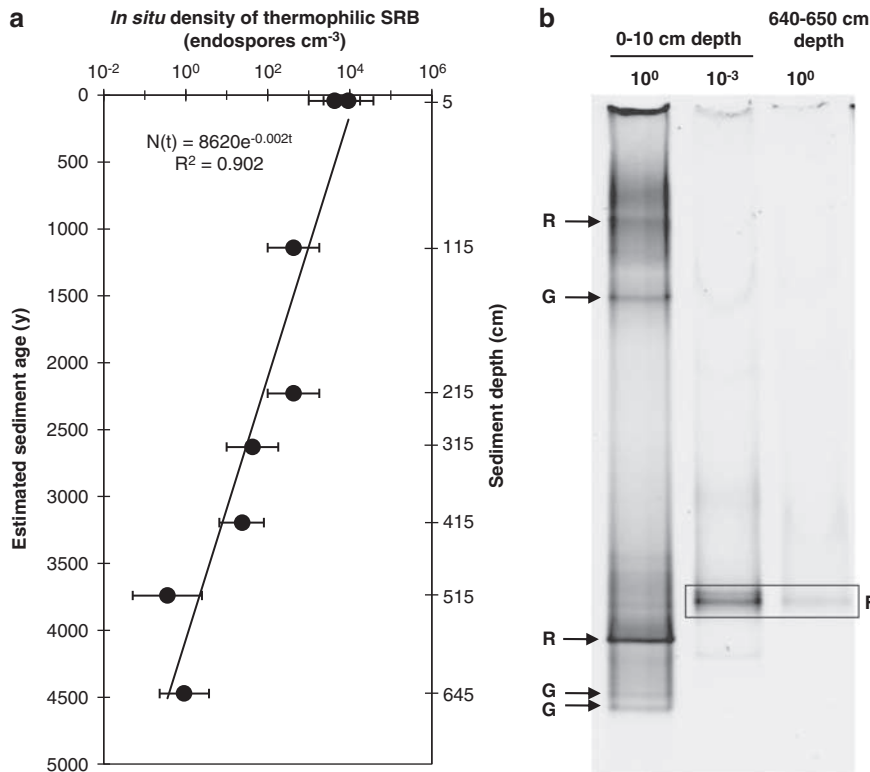 a
In situ density of thermophilic SRB
(endospores cm-3)
10-2 100 102 104 106
N(t) = 8620e-0.002t
R2 = 0.902
Estimated sediment age (y)
0
500
1000
1500
2000
2500
3000
3500
4000
4500
5000
5
115
215
315
415
515
645
Sediment depth (cm)
b
0-10 cm depth
640-650 cm
depth
100 10-3 100
R
G
R
G
G